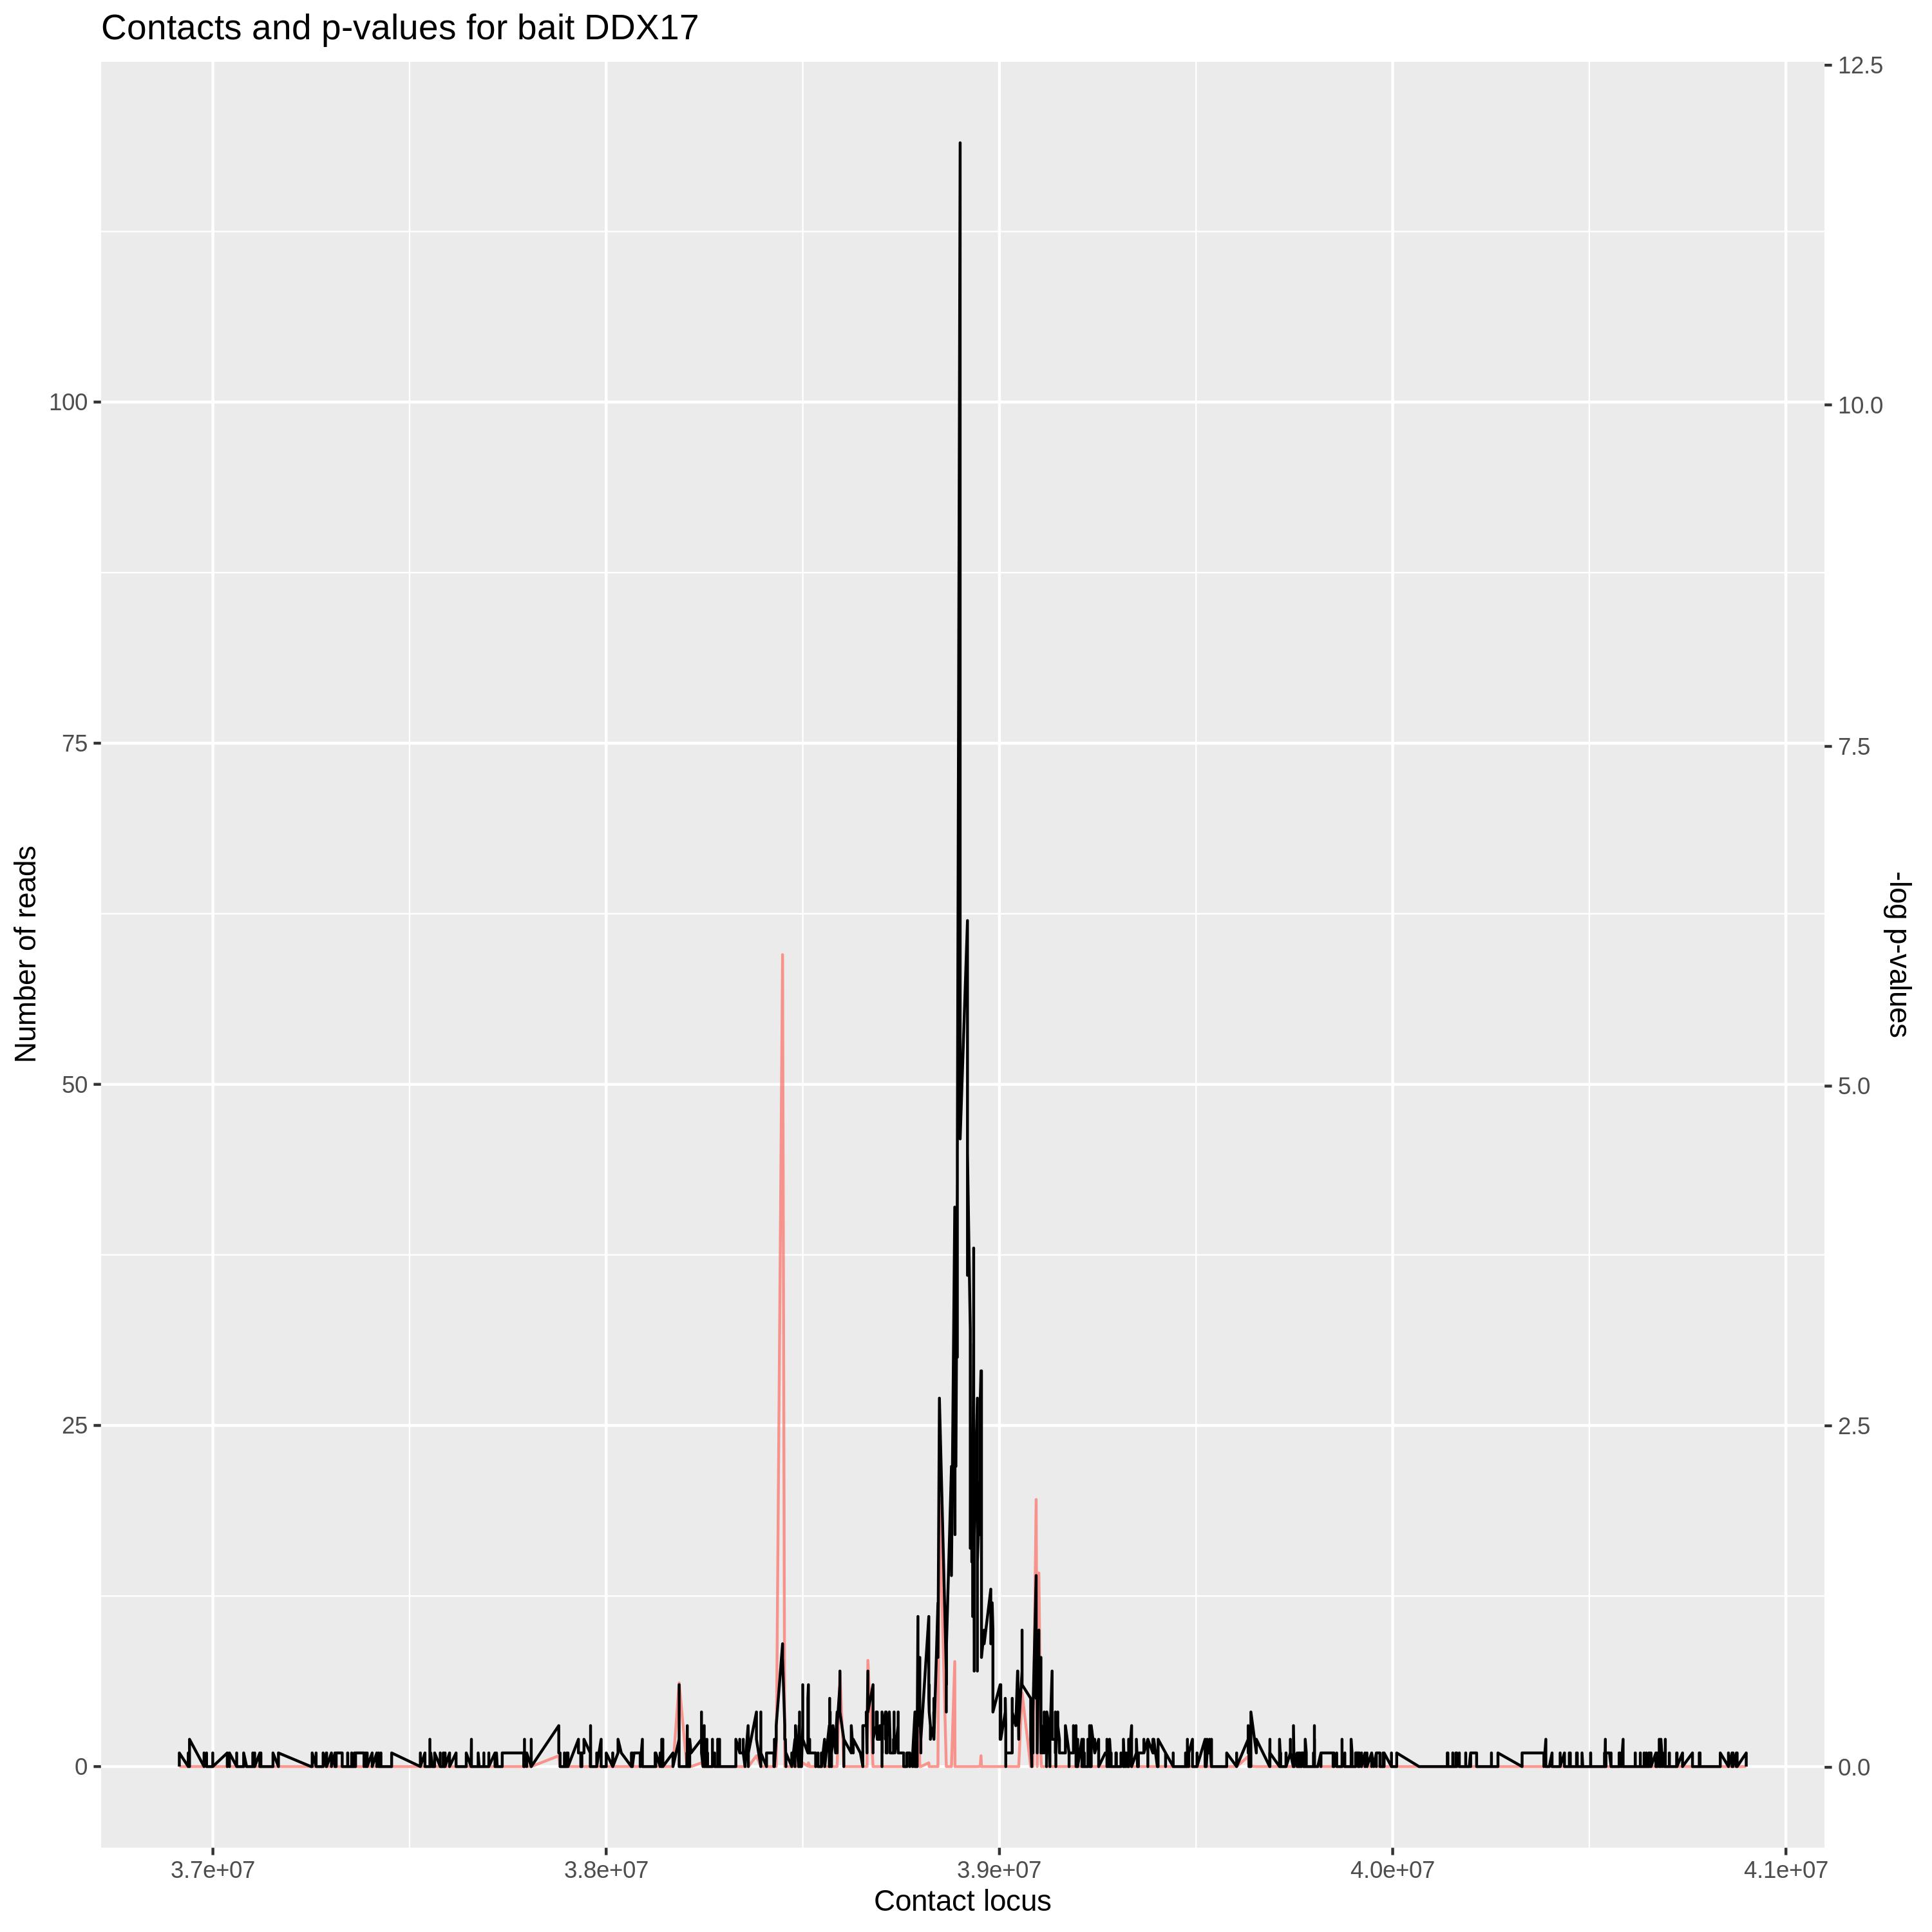 Contacts and p-values for bait DDX17
12.5
100
10.0
75
7.5
Number of reads
-log p-values
50
5.0
25
2.5
0
0.0
3.7e+07
3.8e+07
3.9e+07
4.0e+07
4.1e+07
Contact locus